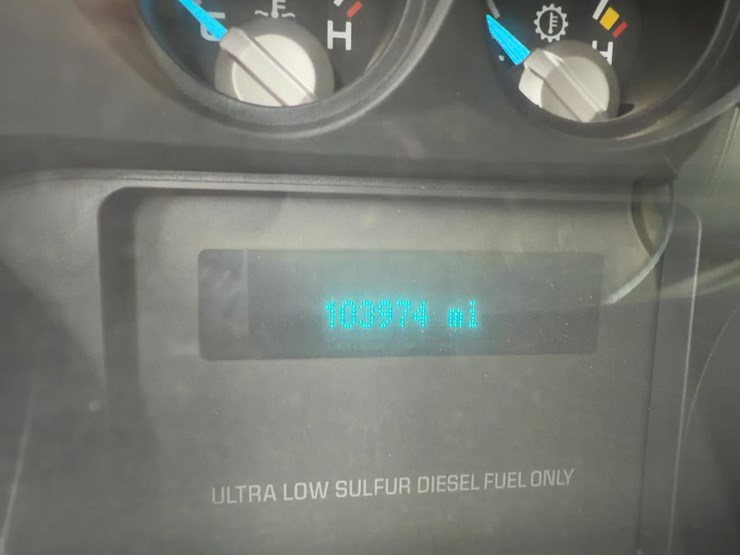 C H
H
103974 mi
ULTRA LOW SULFUR DIESEL FUEL ONLY